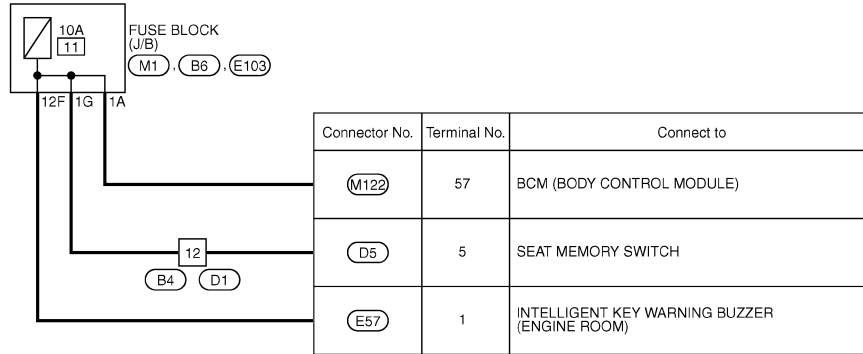 10A
11
FUSE BLOCK
(J/B)
M1 , B6 , E103
12F 1G 1A
Connector No. Terminal No. Connect to
M122 57 BCM (BODY CONTROL MODULE)
12
D5 5 SEAT MEMORY SWITCH
B4 D1
E57 1 INTELLIGENT KEY WARNING BUZZER
(ENGINE ROOM)